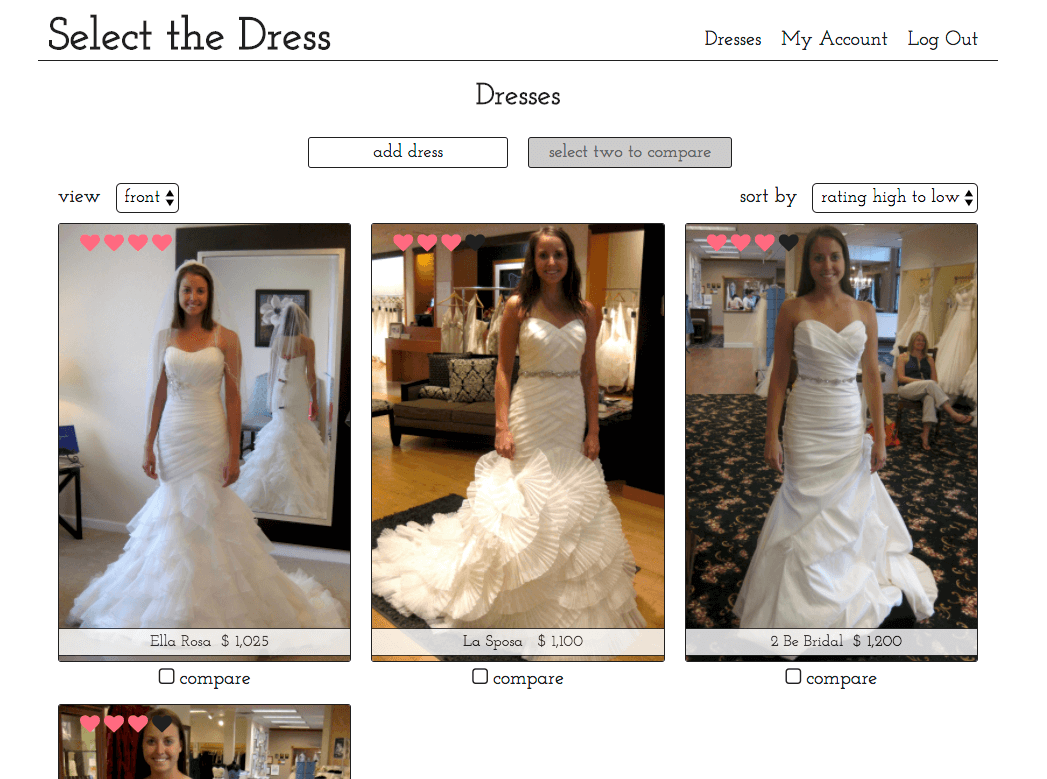 Select the Dress
Dresses My Account Log Out
Dresses
add dress select two to compare
view front sort by rating high to low
Ella Rosa $ 1,025
La Sposa $ 1,100
2 Be Bridal $ 1,200
compare compare compare